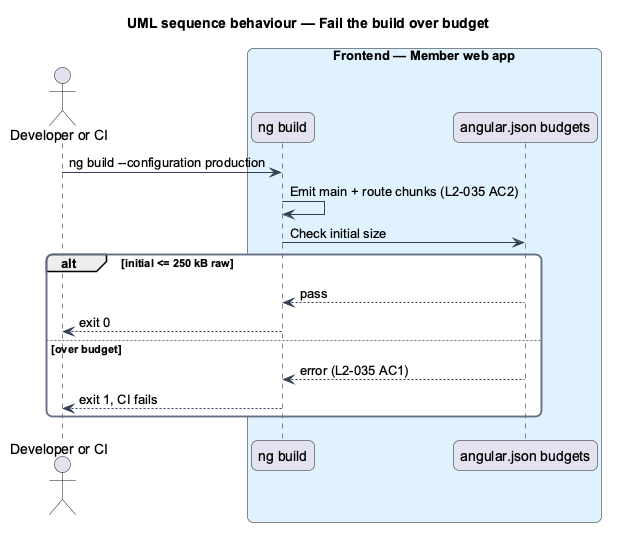 UML sequence behaviour — Fail the build over budget
Frontend — Member web app
Developer or CI
ng build
angular.json budgets
ng build --configuration production
Emit main + route chunks (L2-035 AC2)
Check initial size
alt [initial <= 250 kB raw]
pass
exit 0
[over budget]
error (L2-035 AC1)
exit 1, CI fails
Developer or CI
ng build
angular.json budgets